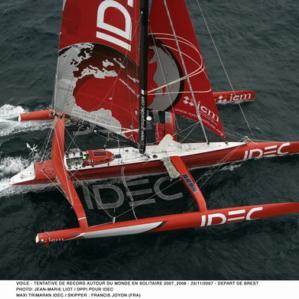 IDEC
icm
icm
IDEC
IDEC
IDEC
VOILE - TENTATIVE DE RECORD AUTOUR DU MONDE EN SOLITAIRE 2007_2008 - 23/11/2007 - DEPART DE BREST
PHOTO: JEAN-MARIE LIOT / DPPI POUR IDEC
MAXI TRIMARAN IDEC / SKIPPER : FRANCIS JOYON (FRA)